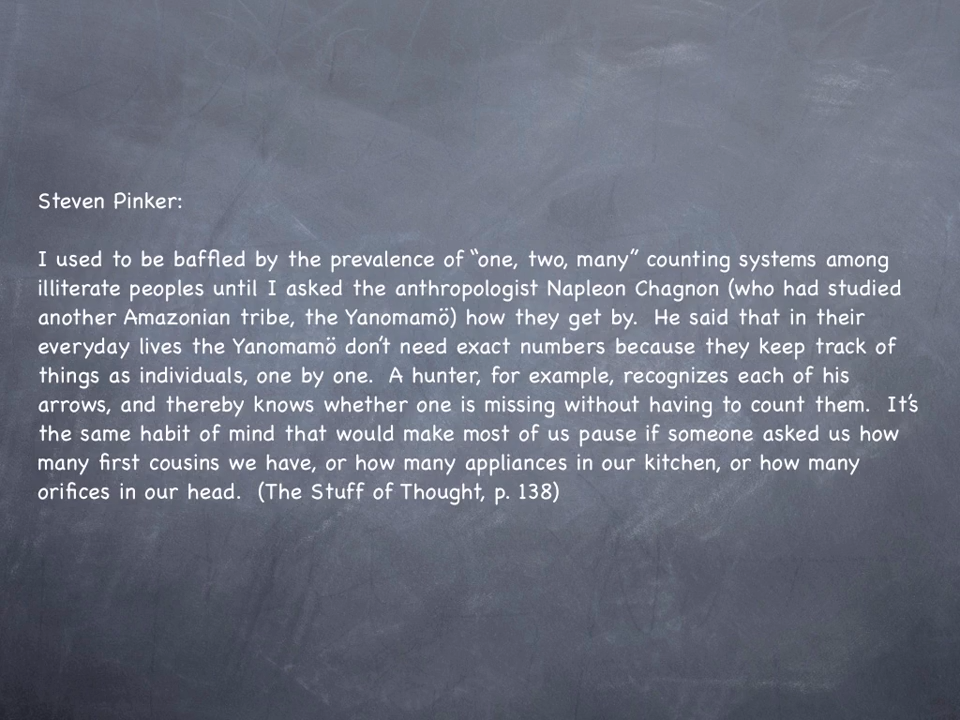 Steven Pinker:
I used to be baffled by the prevalence of “one, two, many” counting systems among
illiterate peoples until I asked the anthropologist Napleon Chagnon (who had studied
another Amazonian tribe, the Yanomamö) how they get by.  He said that in their
everyday lives the Yanomamö don’t need exact numbers because they keep track of
things as individuals, one by one.  A hunter, for example, recognizes each of his
arrows, and thereby knows whether one is missing without having to count them.  It’s
the same habit of mind that would make most of us pause if someone asked us how
many first cousins we have, or how many appliances in our kitchen, or how many
orifices in our head.  (The Stuff of Thought, p. 138)